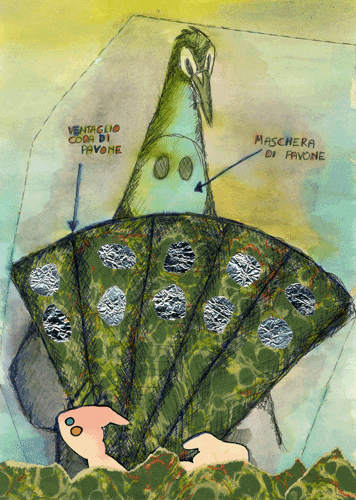 VENTAGLIO
CODA DI
PAVONE
MASCHERA
DI PAVONE